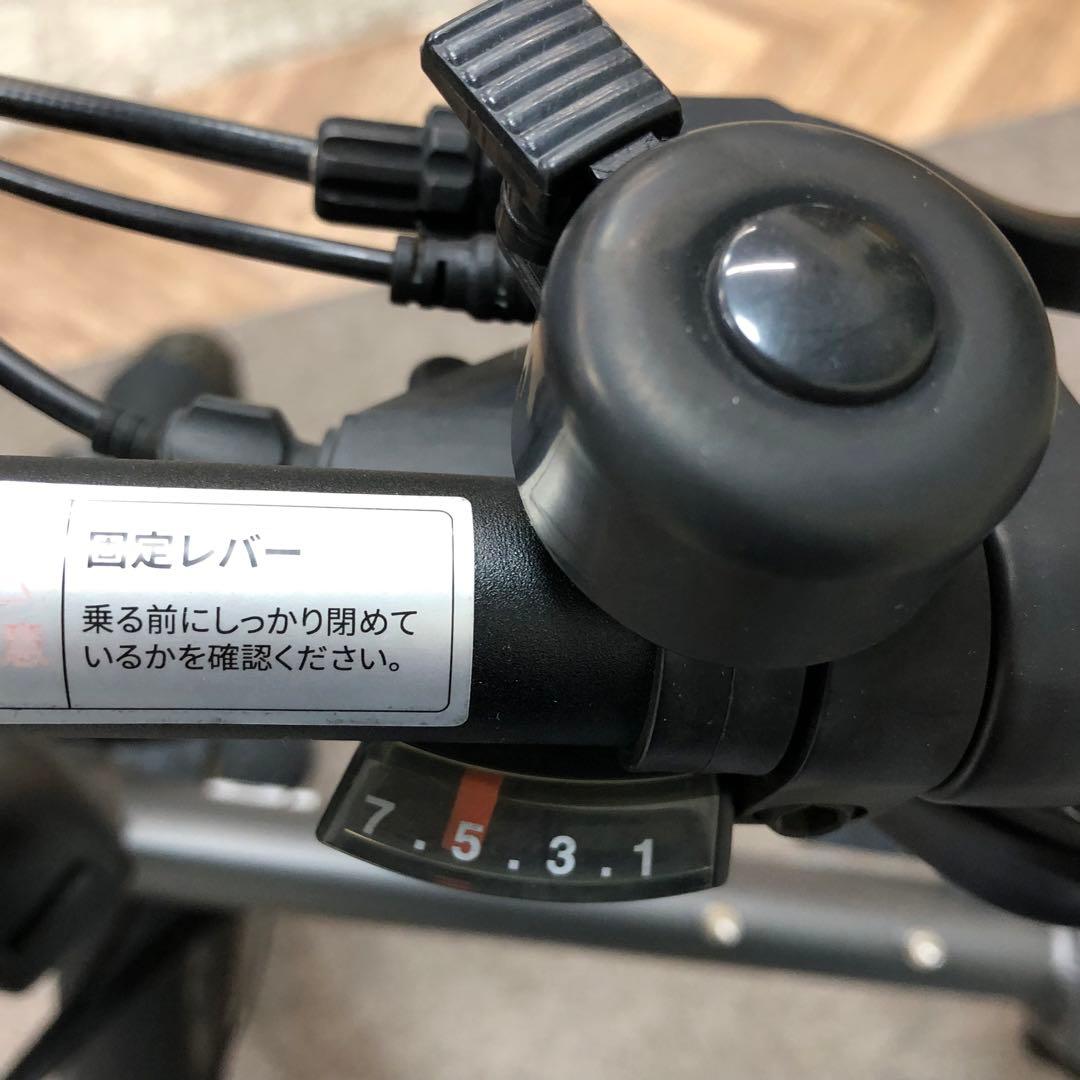 固定レバー
乗る前にしっかり閉めて
いるかを確認ください。
7.5.3.1